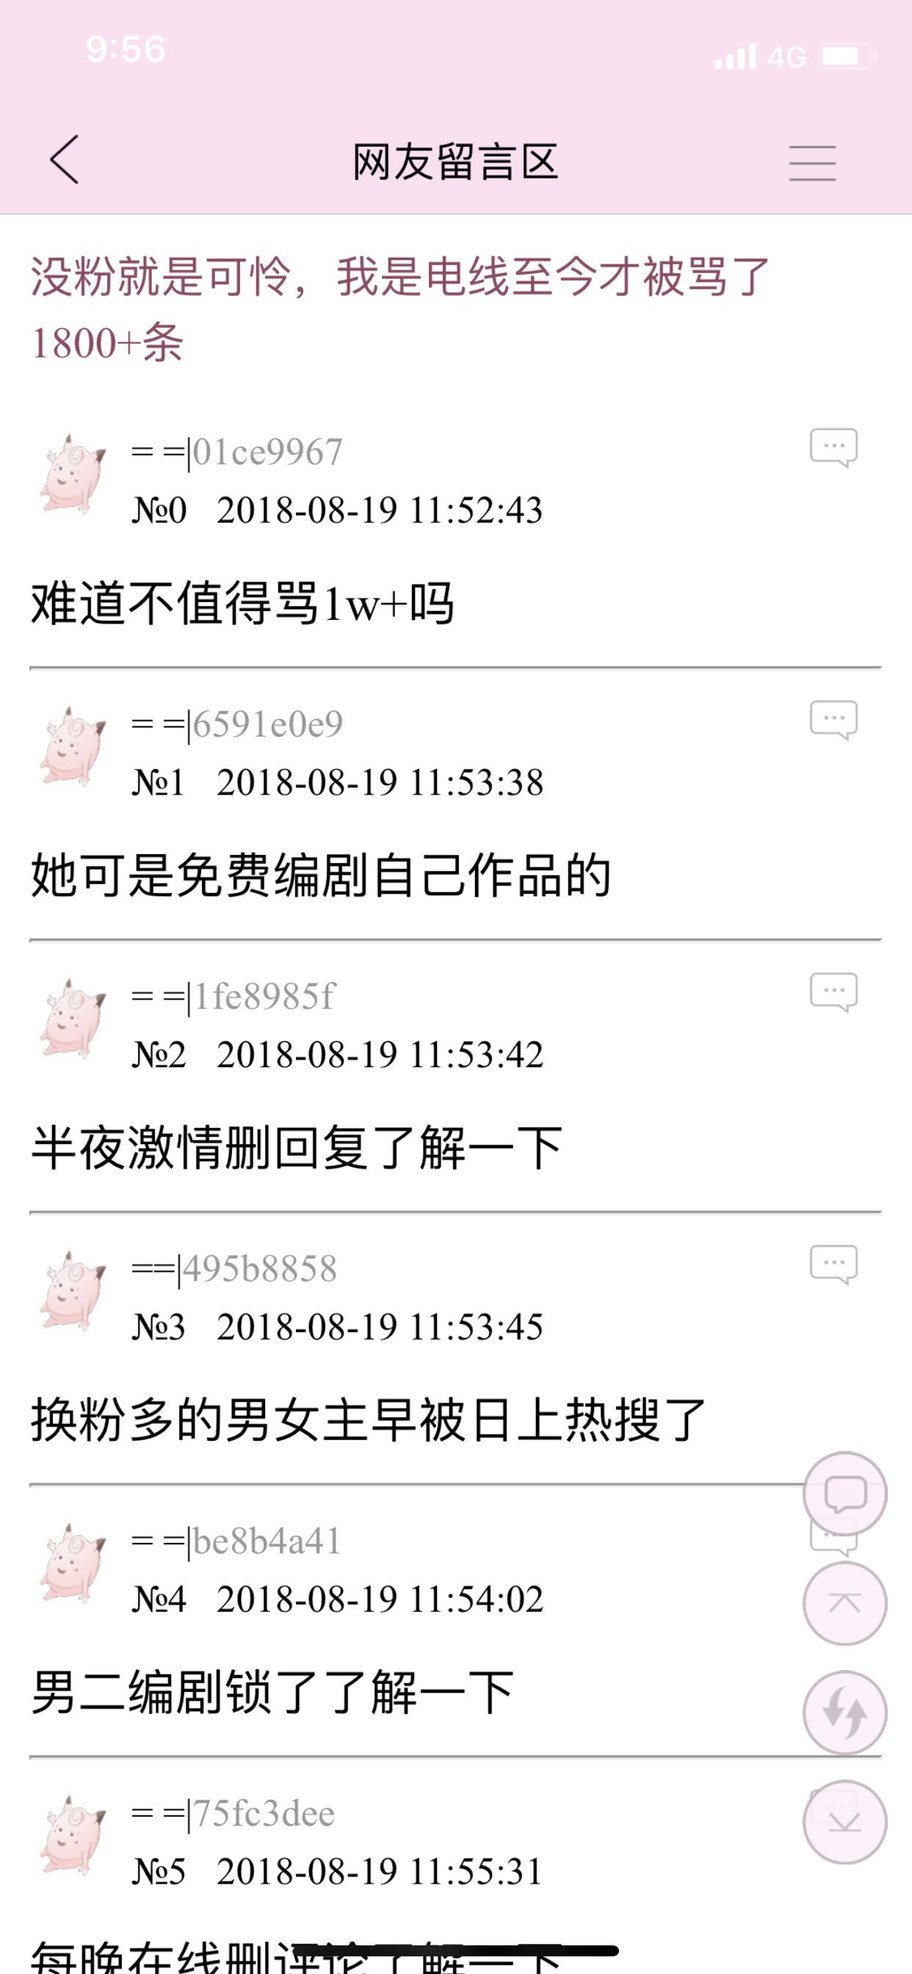 9:56
4G
网友留言区
没粉就是可怜，我是电线至今才被骂了
1800+条
= =|01ce9967
№0 2018-08-19 11:52:43
难道不值得骂1w+吗
= =|6591e0e9
№1 2018-08-19 11:53:38
她可是免费编剧自己作品的
= =|1fe8985f
№2 2018-08-19 11:53:42
半夜激情删回复了解一下
==|495b8858
№3 2018-08-19 11:53:45
换粉多的男女主早被日上热搜了
= =|be8b4a41
№4 2018-08-19 11:54:02
男二编剧锁了了解一下
= =|75fc3dee
№5 2018-08-19 11:55:31
每晚在线删评论了解一下